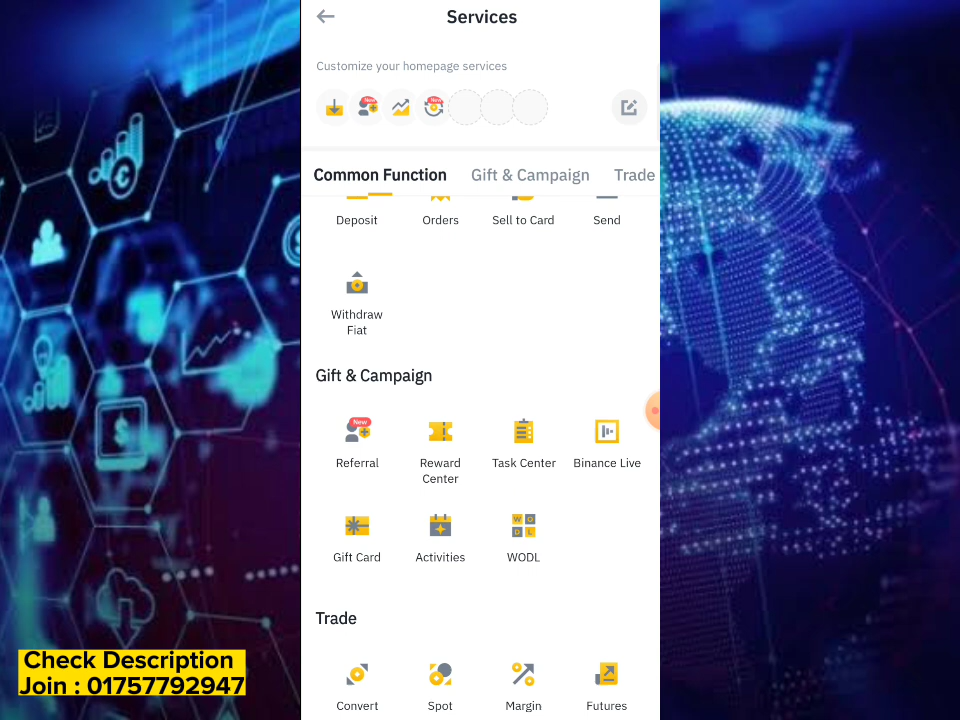 Services
Customize your homepage services
New
New
Common Function
Gift & Campaign
Trade
Deposit
Orders
Sell to Card
Send
Withdraw
Fiat
Gift & Campaign
New
Referral
Reward
Center
Task Center
Binance Live
Gift Card
Activities
W O
D L
WODL
Trade
Convert
Spot
Margin
Futures
Check Description
Join : 01757792947